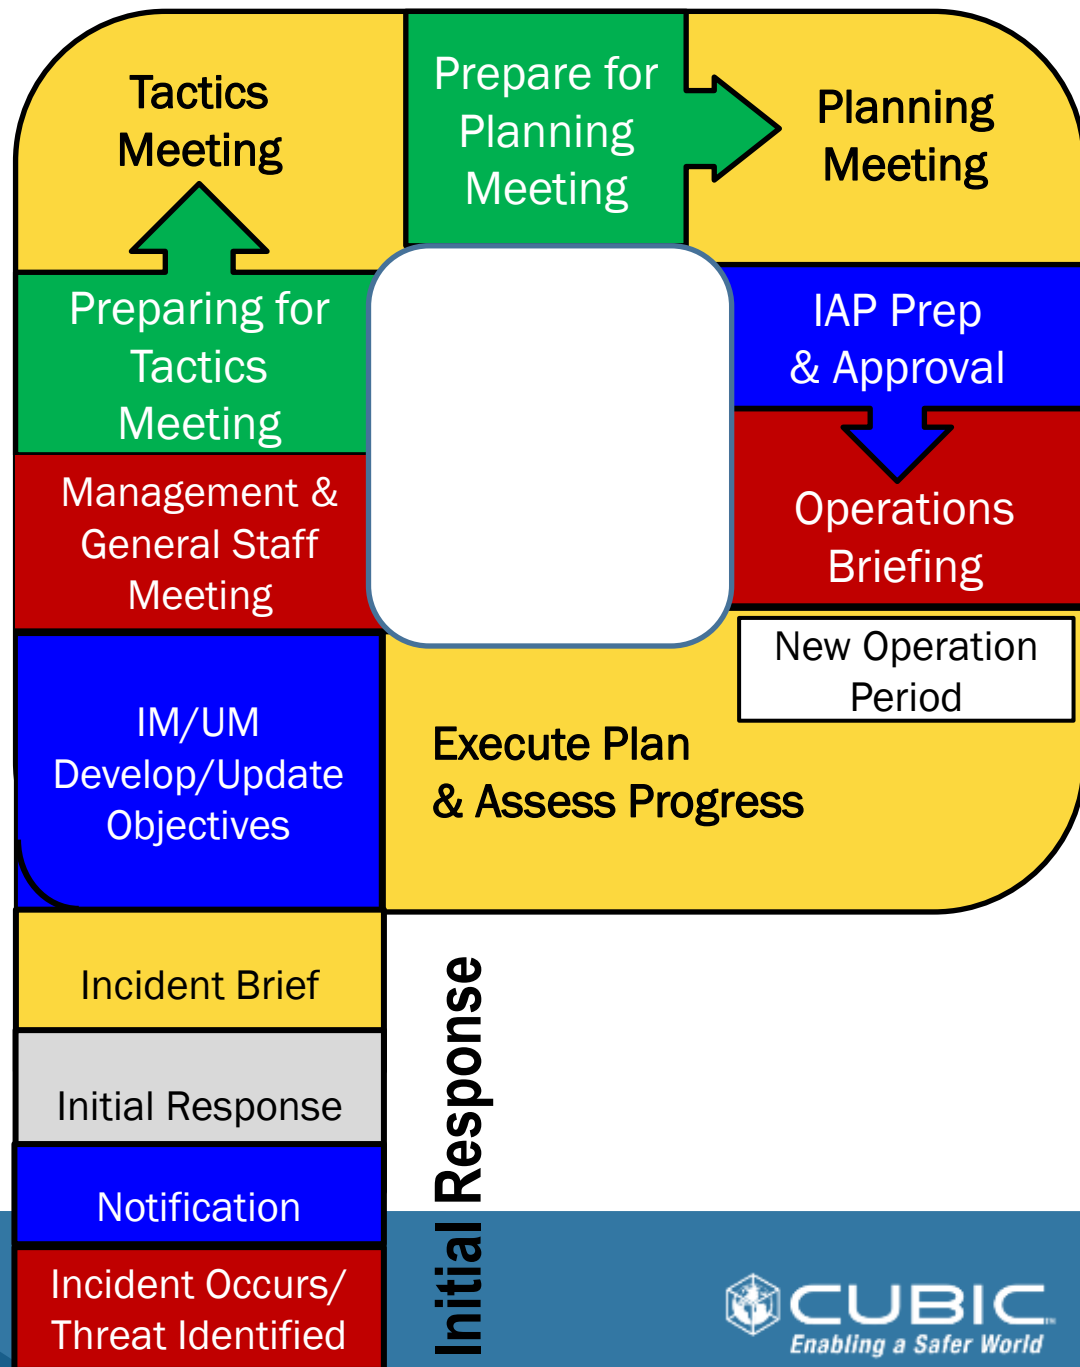 Tactics
Meeting
Prepare for
Planning
Meeting
Planning
Meeting
Preparing for
Tactics
Meeting
IAP Prep
& Approval
Management &
General Staff
Meeting
Operations
Briefing
New Operation
Period
IM/UM
Develop/Update
Objectives
Execute Plan
& Assess Progress
Incident Brief
Initial Response
Notification
Incident Occurs/
Threat Identified
Initial Response
CUBIC
Enabling a Safer World